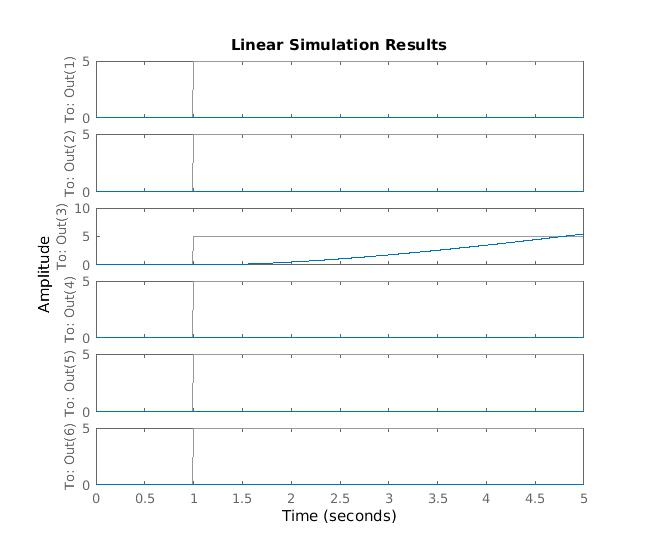 Linear Simulation Results
To: Out(1)
5
0
To: Out(2)
5
0
To: Out(3)
10
5
0
To: Out(4)
5
0
To: Out(5)
5
0
To: Out(6)
5
0
Amplitude
0 0.5 1 1.5 2 2.5 3 3.5 4 4.5 5
Time (seconds)